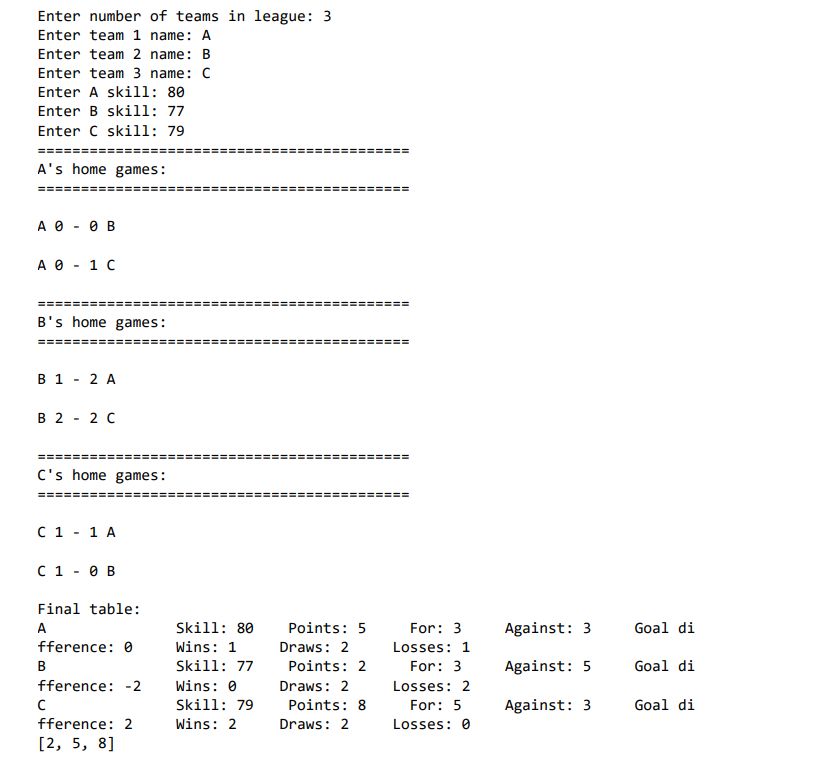 Enter number of teams in league: 3
Enter team 1 name: A
Enter team 2 name: B
Enter team 3 name: C
Enter A skill: 80
Enter B skill: 77
Enter C skill: 79
===========================================
A's home games:
===========================================
A 0 - 0 B
A 0 - 1 C
===========================================
B's home games:
===========================================
B 1 - 2 A
B 2 - 2 C
===========================================
C's home games:
===========================================
C 1 - 1 A
C 1 - 0 B
Final table:
A               Skill: 80    Points: 5     For: 3     Against: 3     Goal di
fference: 0     Wins: 1     Draws: 2     Losses: 1
B               Skill: 77    Points: 2     For: 3     Against: 5     Goal di
fference: -2    Wins: 0     Draws: 2     Losses: 2
C               Skill: 79    Points: 8     For: 5     Against: 3     Goal di
fference: 2     Wins: 2     Draws: 2     Losses: 0
[2, 5, 8]